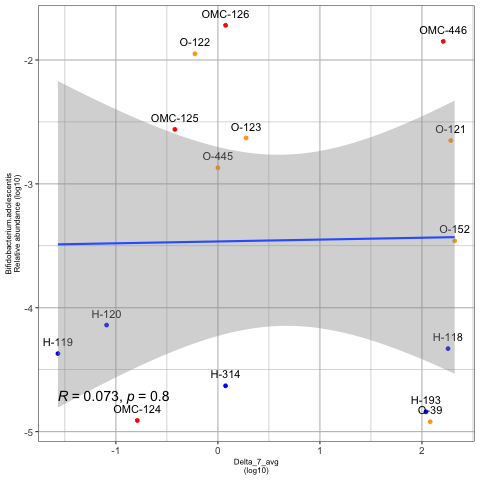 OMC-126
OMC-446
O-122
-2
OMC-125
O-123
O-121
O-445
-3
Bifidobacterium.adolescentis
Relative abundance (log10)
O-152
-4
H-120
H-119
H-118
H-314
R = 0.073, p = 0.8
H-193
OMC-124
O-39
-5
-1
0
1
2
Delta_7_avg
(log10)